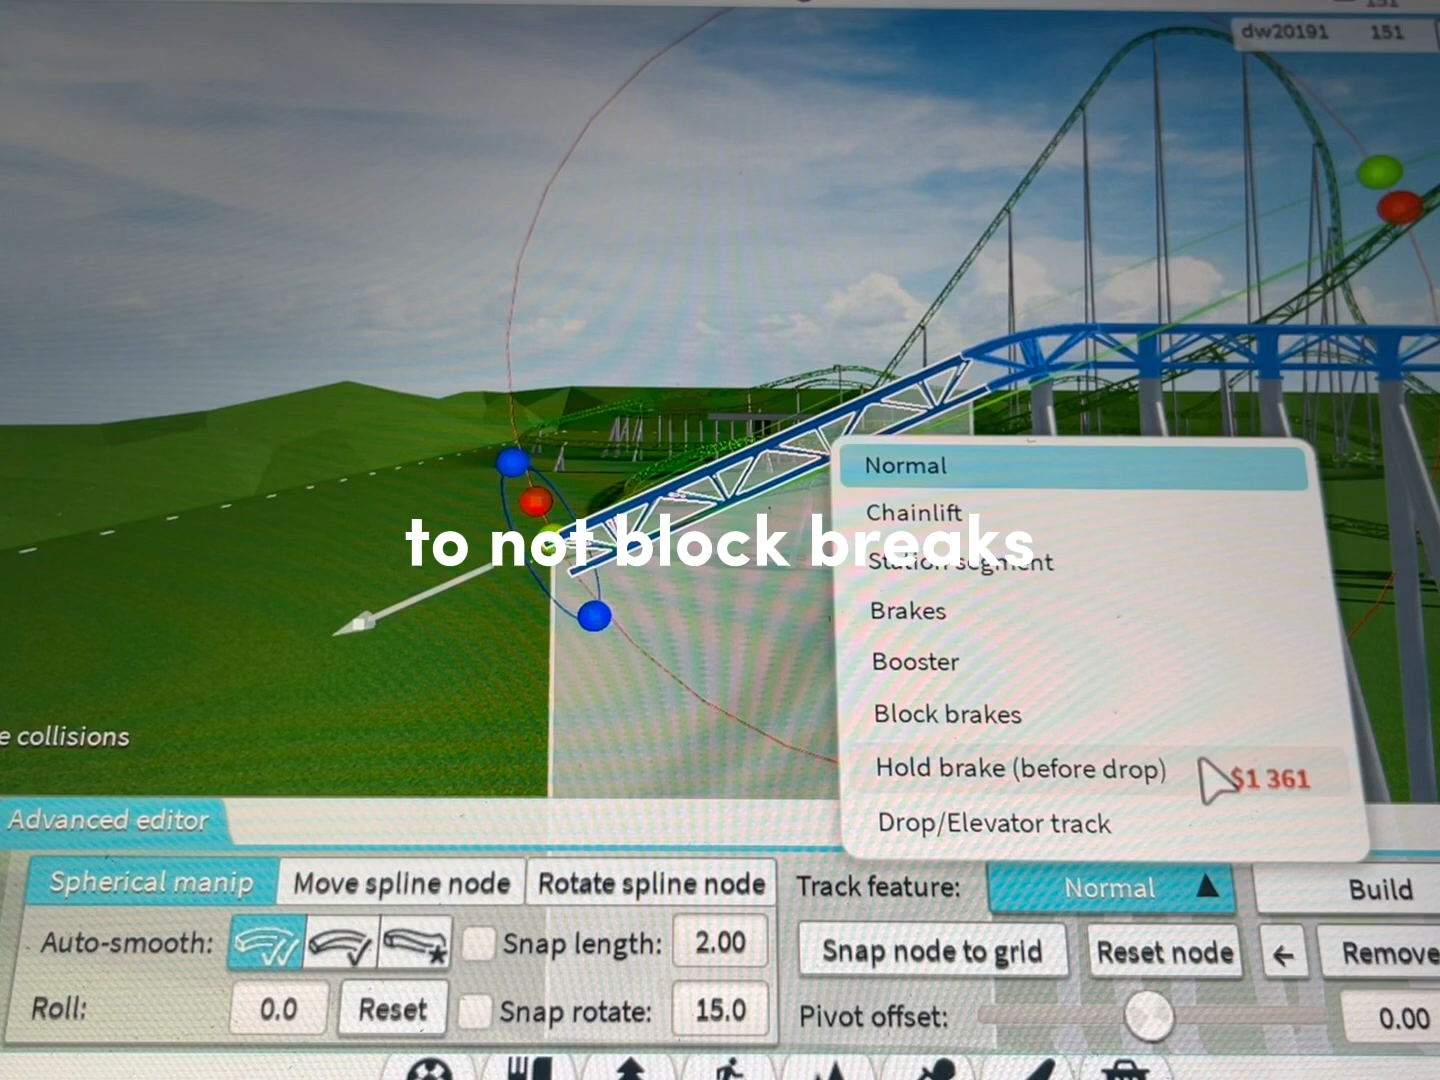 151
dw20191 151
to not block breaks
Normal
Chainlift
Station segment
Brakes
Booster
Block brakes
Hold brake (before drop)
$1 361
Drop/Elevator track
e collisions
Advanced editor
Spherical manip
Move spline node
Rotate spline node
Track feature:
Normal
Build
Auto-smooth:
Snap length:
2.00
Snap node to grid
Reset node
Remove
Roll:
0.0
Reset
Snap rotate:
15.0
Pivot offset:
0.00